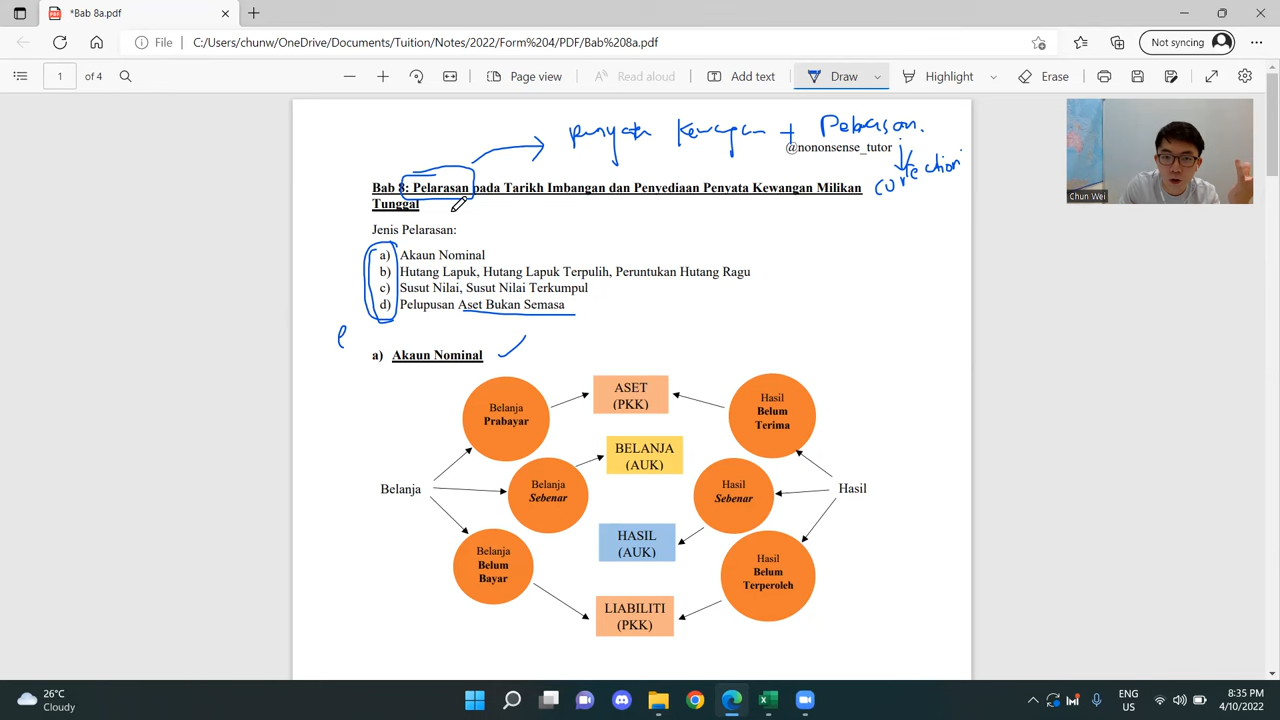 *Bab 8a.pdf
File
C:/Users/chunw/OneDrive/Documents/Tuition/Notes/2022/Form%204/PDF/Bab%208a.pdf
Not syncing
1 of 4
Page view
Read aloud
Add text
Draw
Highlight
Erase
penyata kewangan + Pelarasan.
@nononsense_tutor
correction
Bab 8: Pelarasan pada Tarikh Imbangan dan Penyediaan Penyata Kewangan Milikan
Tunggal
Chun Wei
Jenis Pelarasan:
a) Akaun Nominal
b) Hutang Lapuk, Hutang Lapuk Terpulih, Peruntukan Hutang Ragu
c) Susut Nilai, Susut Nilai Terkumpul
d) Pelupusan Aset Bukan Semasa
e
a) Akaun Nominal
Belanja
Prabayar
ASET
(PKK)
Hasil
Belum
Terima
BELANJA
(AUK)
Belanja
Belanja
Sebenar
Hasil
Sebenar
Hasil
HASIL
(AUK)
Belanja
Belum
Bayar
Hasil
Belum
Terperoleh
LIABILITI
(PKK)
26°C
Cloudy
ENG
US
8:35 PM
4/10/2022